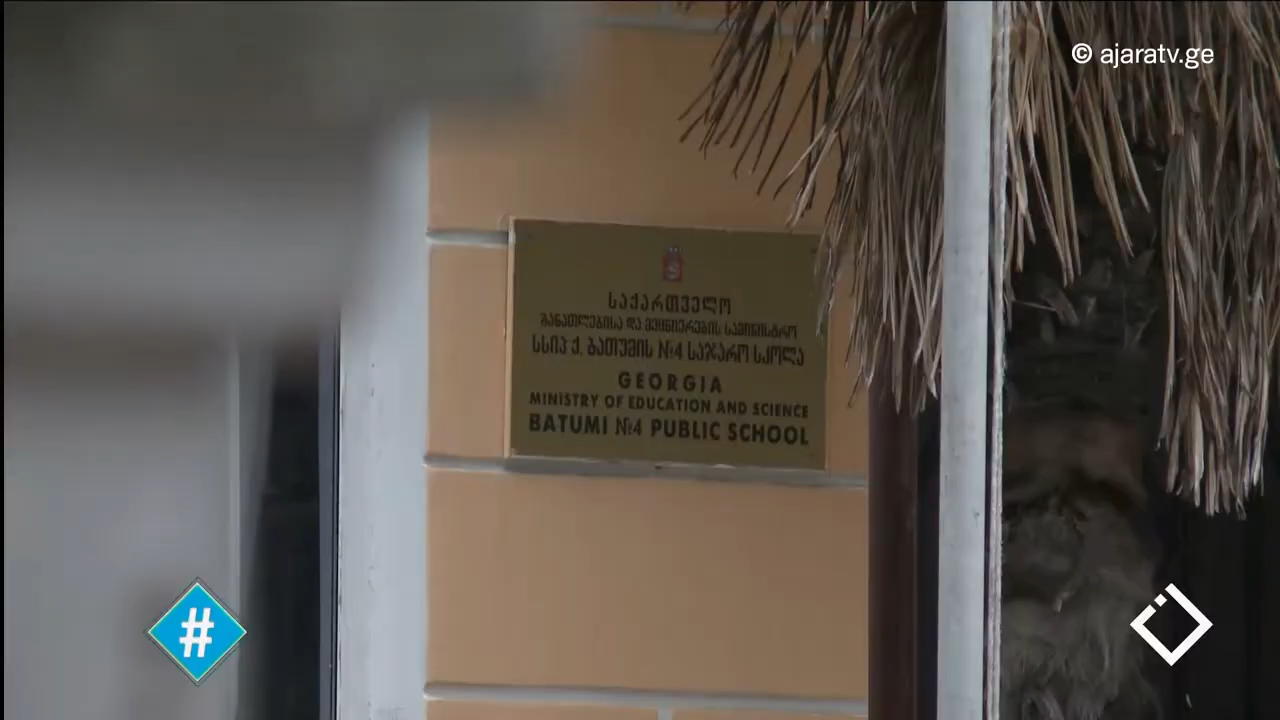 © ajaratv.ge
საქართველო
განათლებისა და მეცნიერების სამინისტრო
სსიპ ქ. ბათუმის №4 საჯარო სკოლა
GEORGIA
MINISTRY OF EDUCATION AND SCIENCE
BATUMI №4 PUBLIC SCHOOL
#